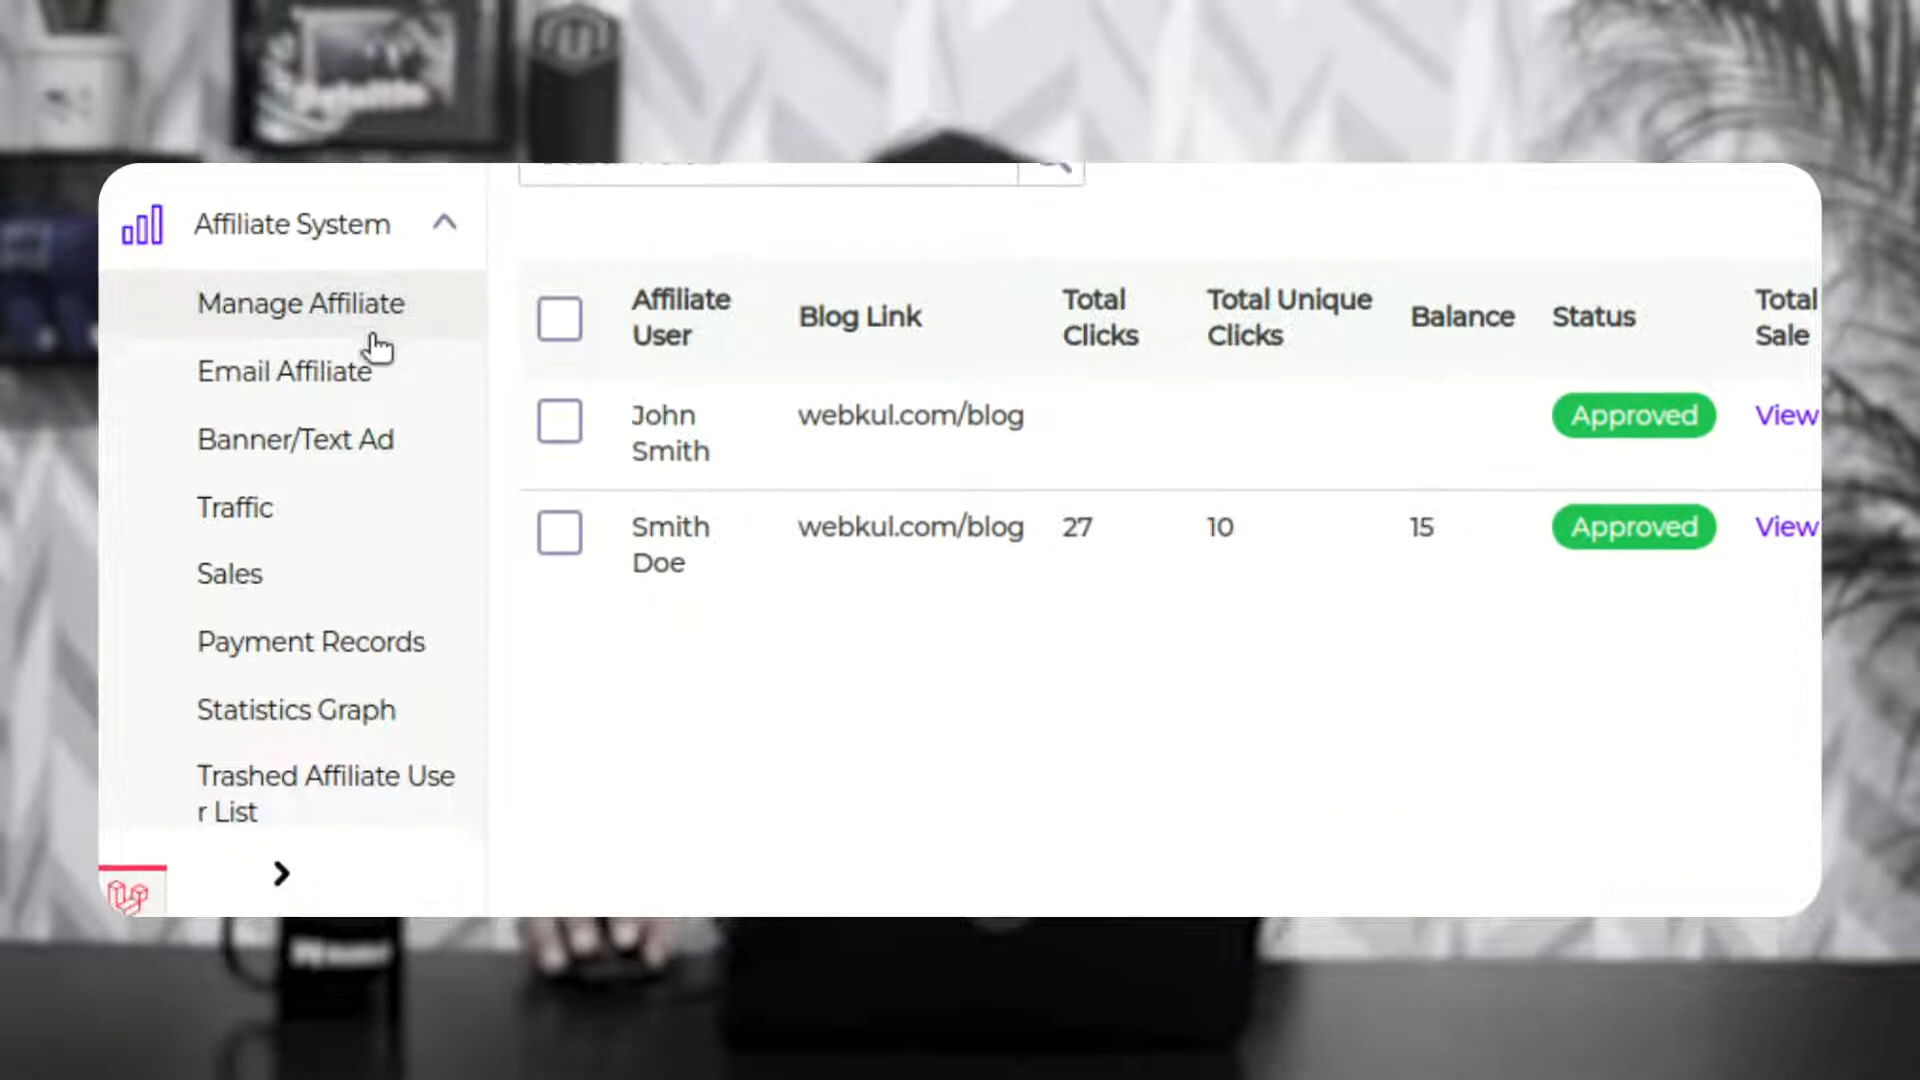 Affiliate System
Manage Affiliate
Email Affiliate
Banner/Text Ad
Traffic
Sales
Payment Records
Statistics Graph
Trashed Affiliate Use
r List
Affiliate
User
Blog Link
Total
Clicks
Total Unique
Clicks
Balance
Status
Total
Sale
John
Smith
webkul.com/blog
Approved
View
Smith
Doe
webkul.com/blog
27
10
15
Approved
View